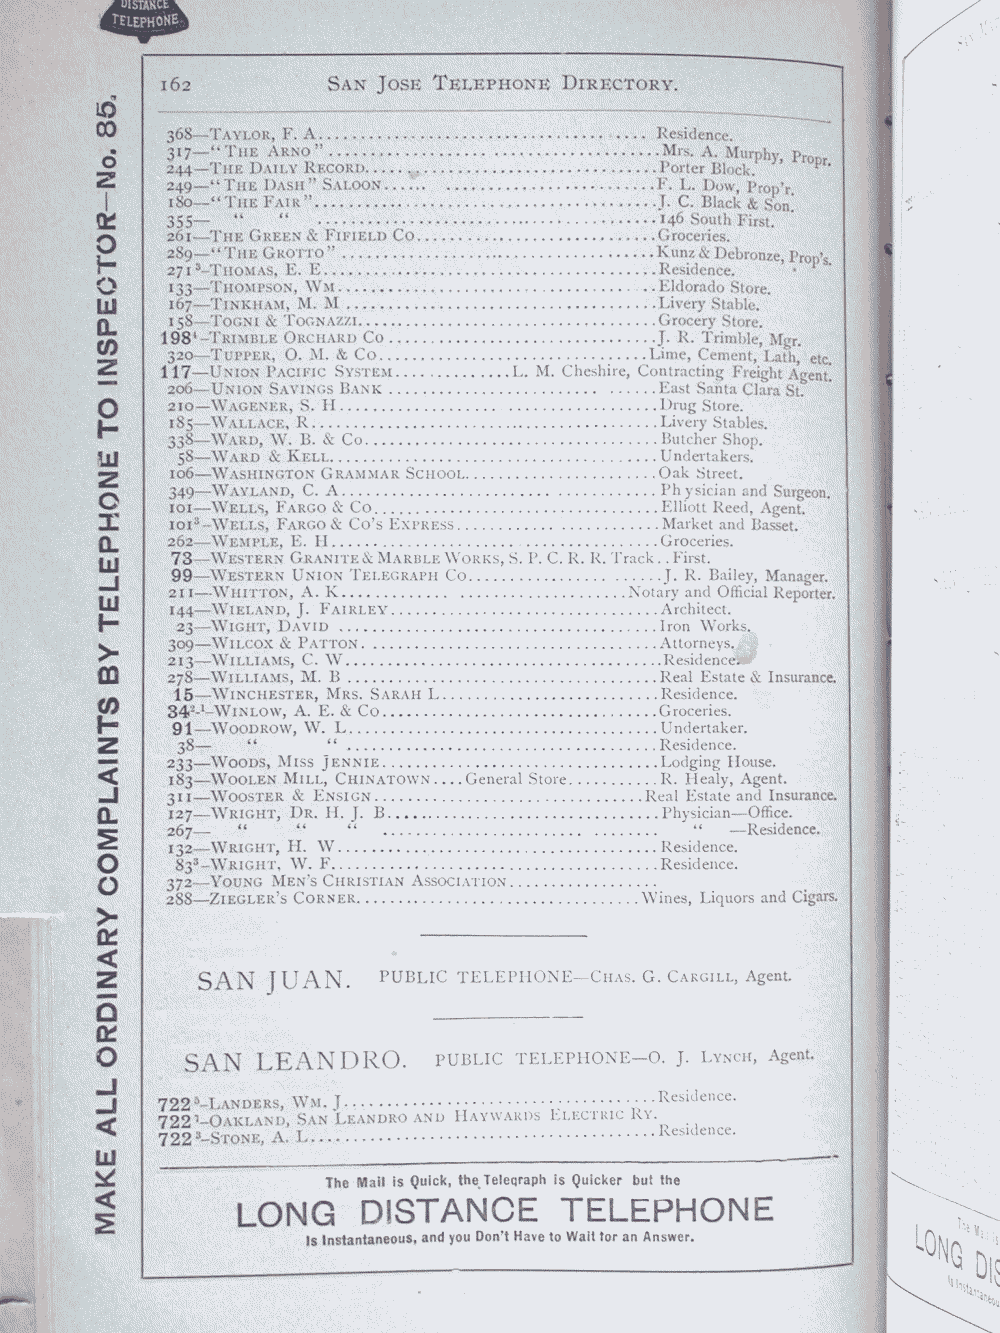 DISTANCE
TELEPHONE
MAKE ALL ORDINARY COMPLAINTS BY TELEPHONE TO INSPECTOR—No. 85.
162 SAN JOSE TELEPHONE DIRECTORY.
368—TAYLOR, F. A. Residence.
317—"THE ARNO" Mrs. A. Murphy, Propr.
244—THE DAILY RECORD. Porter Block.
249—"THE DASH" SALOON. F. L. Dow, Prop'r.
180—"THE FAIR" J. C. Black & Son.
355— " " 146 South First.
261—THE GREEN & FIFIELD CO. Groceries.
289—"THE GROTTO" Kunz & Debronze, Prop's.
271³-THOMAS, E. E. Residence.
133—THOMPSON, WM. Eldorado Store.
167—TINKHAM, M. M. Livery Stable.
158—TOGNI & TOGNAZZI. Grocery Store.
198⁴-TRIMBLE ORCHARD CO. J. R. Trimble, Mgr.
320—TUPPER, O. M. & CO. Lime, Cement, Lath, etc.
117—UNION PACIFIC SYSTEM. L. M. Cheshire, Contracting Freight Agent.
206—UNION SAVINGS BANK East Santa Clara St.
210—WAGENER, S. H. Drug Store.
185—WALLACE, R. Livery Stables.
338—WARD, W. B. & CO. Butcher Shop.
58—WARD & KELL. Undertakers.
106—WASHINGTON GRAMMAR SCHOOL. Oak Street.
349—WAYLAND, C. A. Physician and Surgeon.
101—WELLS, FARGO & CO. Elliott Reed, Agent.
101³-WELLS, FARGO & CO'S EXPRESS. Market and Basset.
262—WEMPLE, E. H. Groceries.
73—WESTERN GRANITE & MARBLE WORKS, S. P. C. R. R. Track..First.
99—WESTERN UNION TELEGRAPH CO. J. R. Bailey, Manager.
211—WHITTON, A. K. Notary and Official Reporter.
144—WIELAND, J. FAIRLEY. Architect.
23—WIGHT, DAVID Iron Works.
309—WILCOX & PATTON. Attorneys.
213—WILLIAMS, C. W. Residence.
278—WILLIAMS, M. B. Real Estate & Insurance.
15—WINCHESTER, MRS. SARAH L. Residence.
34²-¹-WINLOW, A. E. & CO. Groceries.
91—WOODROW, W. L. Undertaker.
38— " " Residence.
233—WOODS, MISS JENNIE. Lodging House.
183—WOOLEN MILL, CHINATOWN....General Store. R. Healy, Agent.
311—WOOSTER & ENSIGN. Real Estate and Insurance.
127—WRIGHT, DR. H. J. B. Physician—Office.
267— " " " " —Residence.
132—WRIGHT, H. W. Residence.
83³-WRIGHT, W. F. Residence.
372—YOUNG MEN'S CHRISTIAN ASSOCIATION.
288—ZIEGLER'S CORNER. Wines, Liquors and Cigars.
SAN JUAN. PUBLIC TELEPHONE—CHAS. G. CARGILL, Agent.
SAN LEANDRO. PUBLIC TELEPHONE—O. J. LYNCH, Agent.
722⁵-LANDERS, WM. J. Residence.
722¹-OAKLAND, SAN LEANDRO AND HAYWARDS ELECTRIC RY.
722³-STONE, A. L. Residence.
The Mail is Quick, the Telegraph is Quicker but the
LONG DISTANCE TELEPHONE
Is Instantaneous, and you Don't Have to Wait for an Answer.
The Mail is
LONG DIS
Is Instantaneou